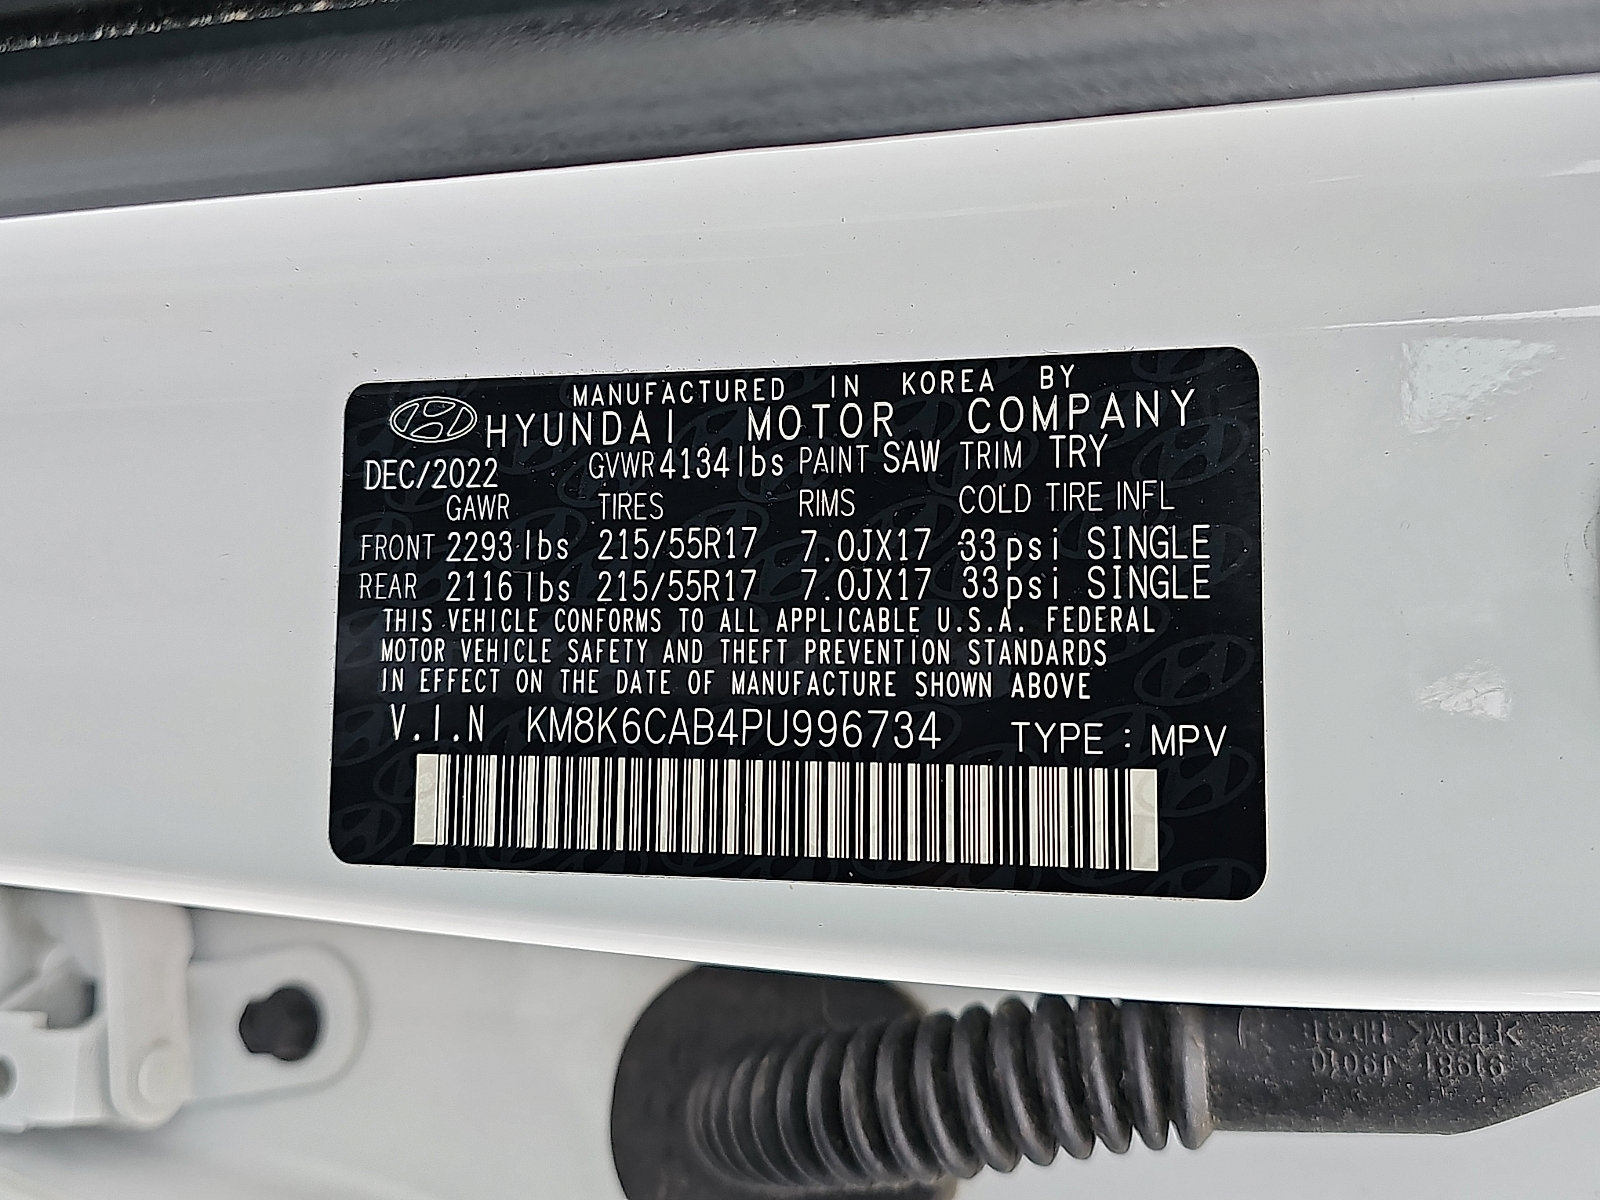 MANUFACTURED IN KOREA BY
HYUNDAI MOTOR COMPANY
DEC/2022 GVWR 4134lbs PAINT SAW TRIM TRY
GAWR TIRES RIMS COLD TIRE INFL
FRONT 2293 lbs 215/55R17 7.0JX17 33psi SINGLE
REAR 2116 lbs 215/55R17 7.0JX17 33psi SINGLE
THIS VEHICLE CONFORMS TO ALL APPLICABLE U.S.A. FEDERAL
MOTOR VEHICLE SAFETY AND THEFT PREVENTION STANDARDS
IN EFFECT ON THE DATE OF MANUFACTURE SHOWN ABOVE
V.I.N KM8K6CAB4PU996734 TYPE : MPV